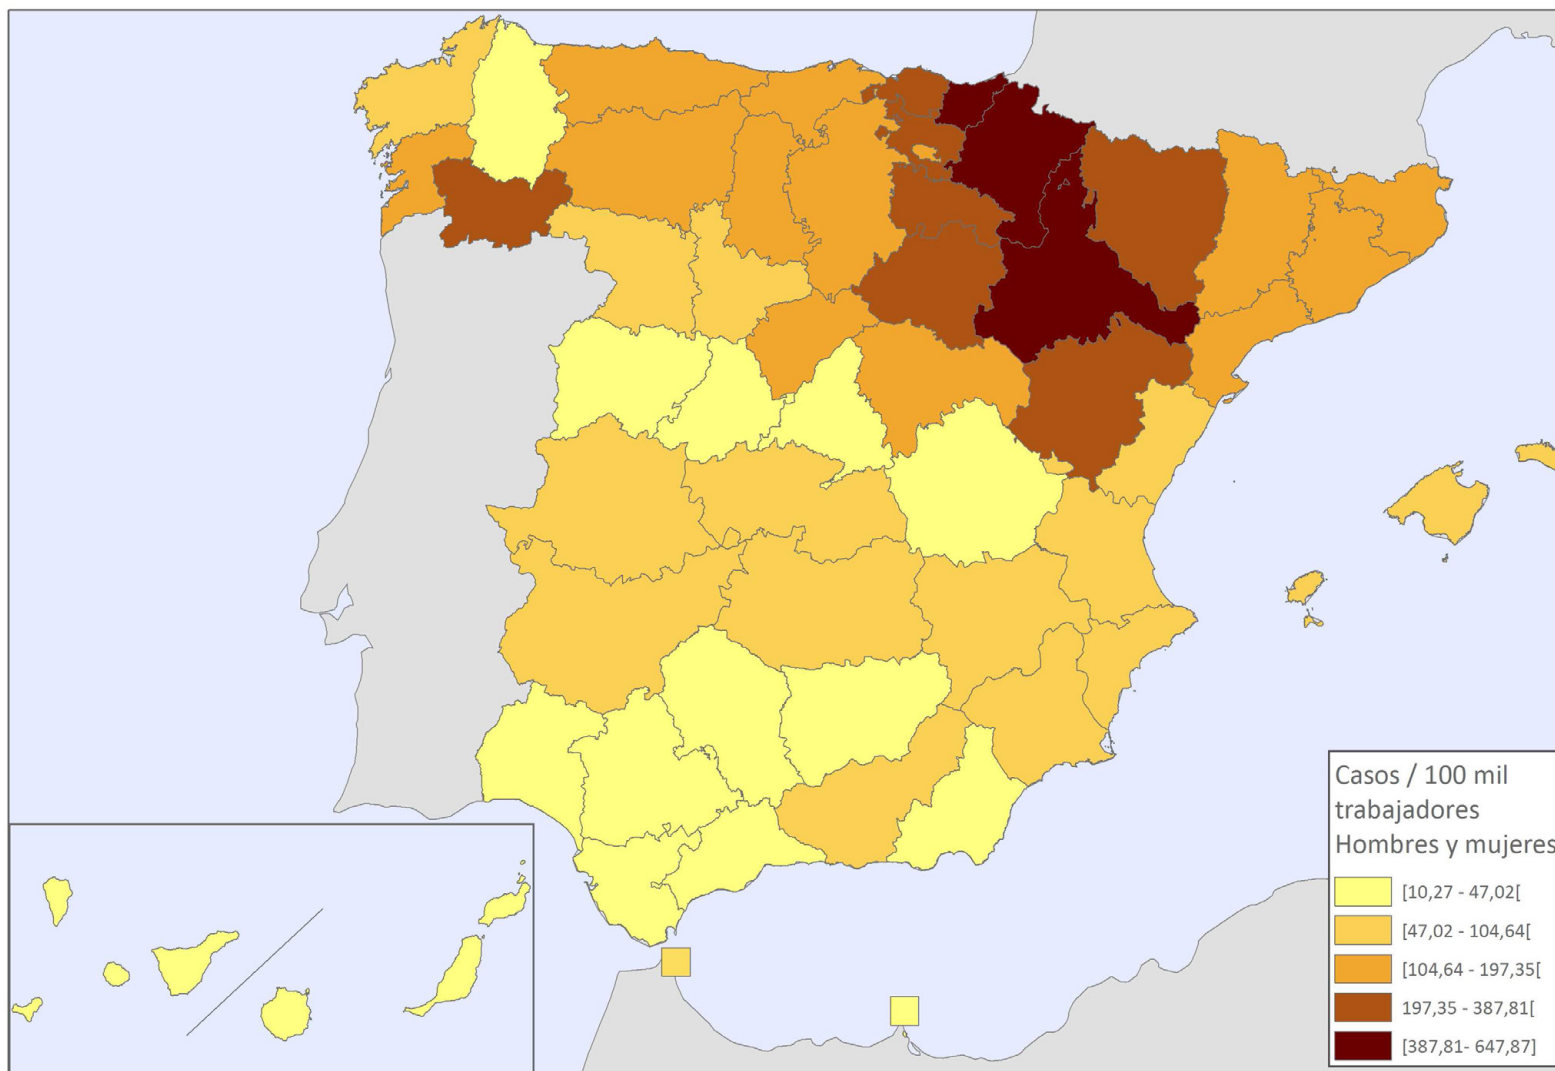 Casos / 100 mil
trabajadores
Hombres y mujeres
[10,27 - 47,02[
[47,02 - 104,64[
[104,64 - 197,35[
197,35 - 387,81[
[387,81- 647,87]